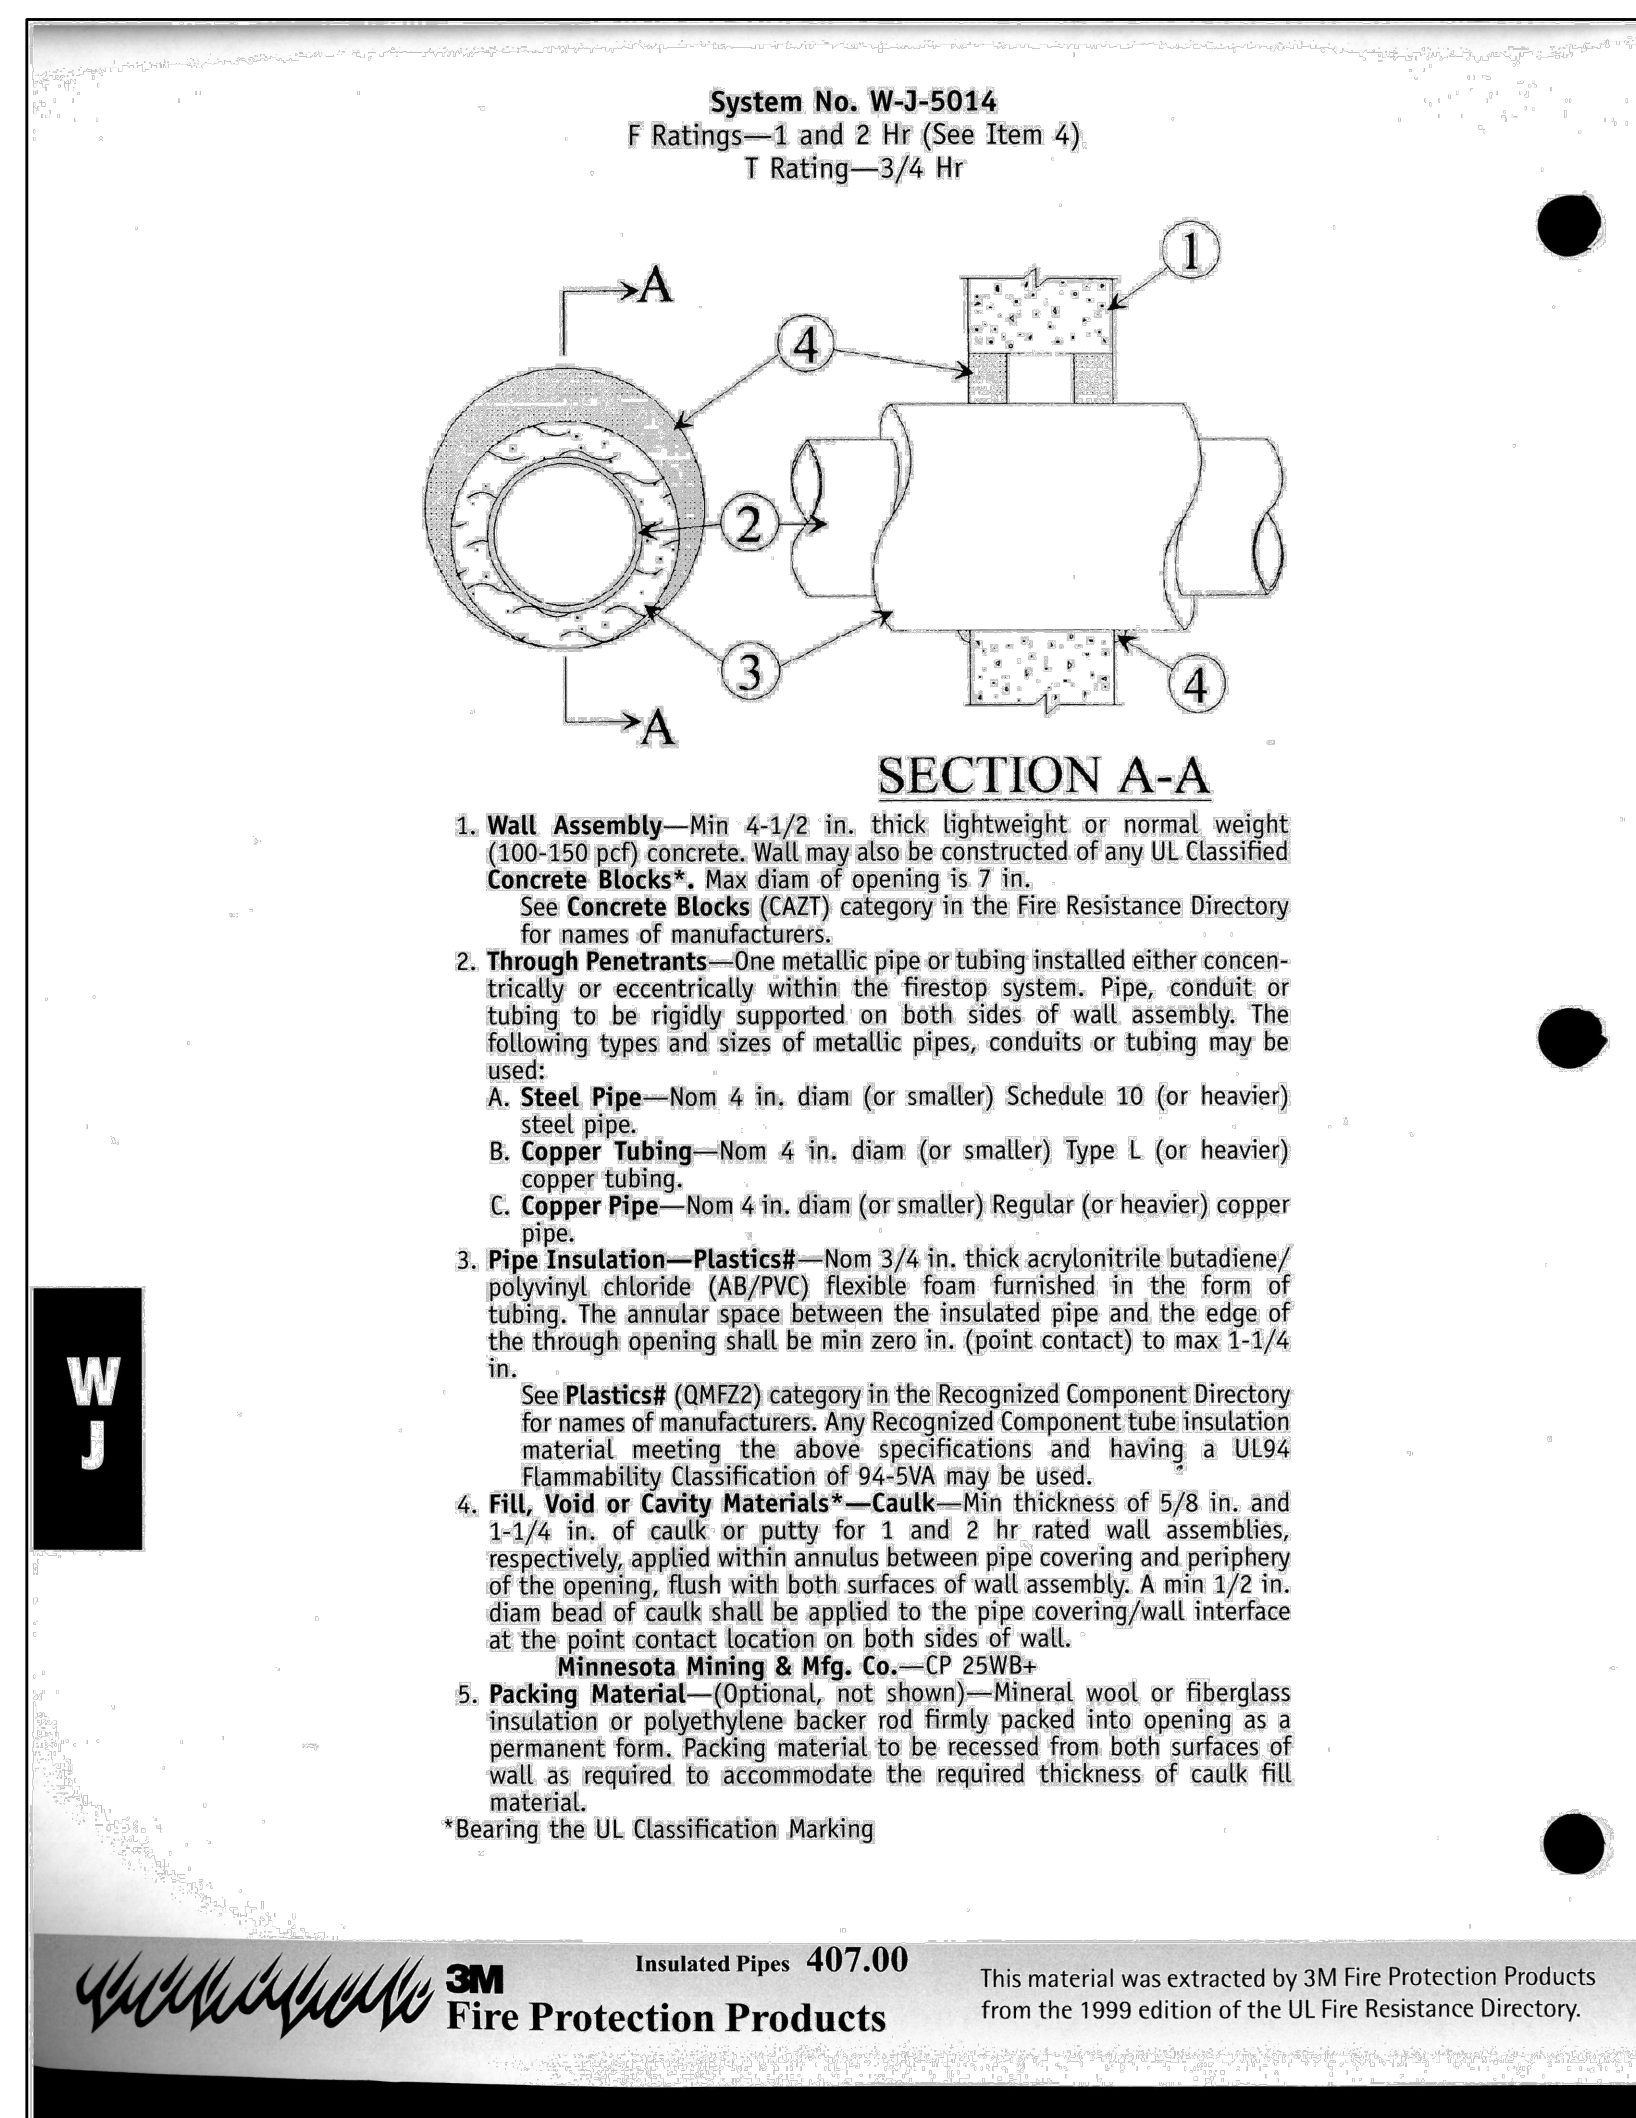 System No. W-J-5014
F Ratings—1 and 2 Hr (See Item 4)
T Rating—3/4 Hr
A
1
4
2
3
4
A
SECTION A-A
1. Wall Assembly—Min 4-1/2 in. thick lightweight or normal weight
(100-150 pcf) concrete. Wall may also be constructed of any UL Classified
Concrete Blocks*. Max diam of opening is 7 in.
See Concrete Blocks (CAZT) category in the Fire Resistance Directory
for names of manufacturers.
2. Through Penetrants—One metallic pipe or tubing installed either concen-
trically or eccentrically within the firestop system. Pipe, conduit or
tubing to be rigidly supported on both sides of wall assembly. The
following types and sizes of metallic pipes, conduits or tubing may be
used:
A. Steel Pipe—Nom 4 in. diam (or smaller) Schedule 10 (or heavier)
steel pipe.
B. Copper Tubing—Nom 4 in. diam (or smaller) Type L (or heavier)
copper tubing.
C. Copper Pipe—Nom 4 in. diam (or smaller) Regular (or heavier) copper
pipe.
3. Pipe Insulation—Plastics#—Nom 3/4 in. thick acrylonitrile butadiene/
polyvinyl chloride (AB/PVC) flexible foam furnished in the form of
tubing. The annular space between the insulated pipe and the edge of
the through opening shall be min zero in. (point contact) to max 1-1/4
in.
See Plastics# (QMFZ2) category in the Recognized Component Directory
for names of manufacturers. Any Recognized Component tube insulation
material meeting the above specifications and having a UL94
Flammability Classification of 94-5VA may be used.
4. Fill, Void or Cavity Materials*—Caulk—Min thickness of 5/8 in. and
1-1/4 in. of caulk or putty for 1 and 2 hr rated wall assemblies,
respectively, applied within annulus between pipe covering and periphery
of the opening, flush with both surfaces of wall assembly. A min 1/2 in.
diam bead of caulk shall be applied to the pipe covering/wall interface
at the point contact location on both sides of wall.
Minnesota Mining & Mfg. Co.—CP 25WB+
5. Packing Material—(Optional, not shown)—Mineral wool or fiberglass
insulation or polyethylene backer rod firmly packed into opening as a
permanent form. Packing material to be recessed from both surfaces of
wall as required to accommodate the required thickness of caulk fill
material.
*Bearing the UL Classification Marking
W
J
Insulated Pipes 407.00
3M
Fire Protection Products
This material was extracted by 3M Fire Protection Products
from the 1999 edition of the UL Fire Resistance Directory.